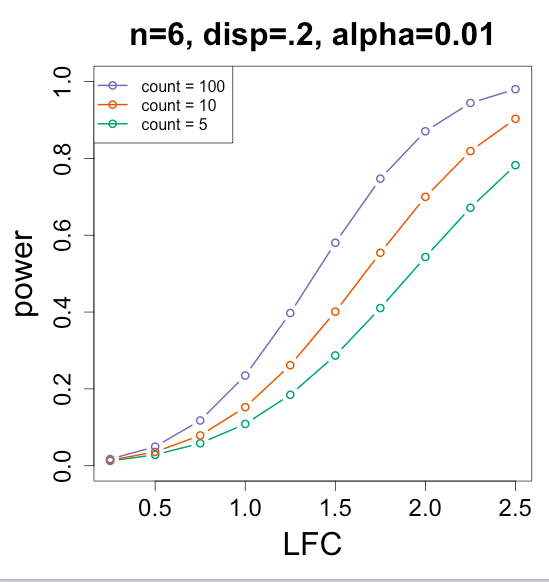 n=6, disp=.2, alpha=0.01
count = 100
count = 10
count = 5
1.0
0.8
0.6
0.4
0.2
0.0
power
0.5 1.0 1.5 2.0 2.5
LFC